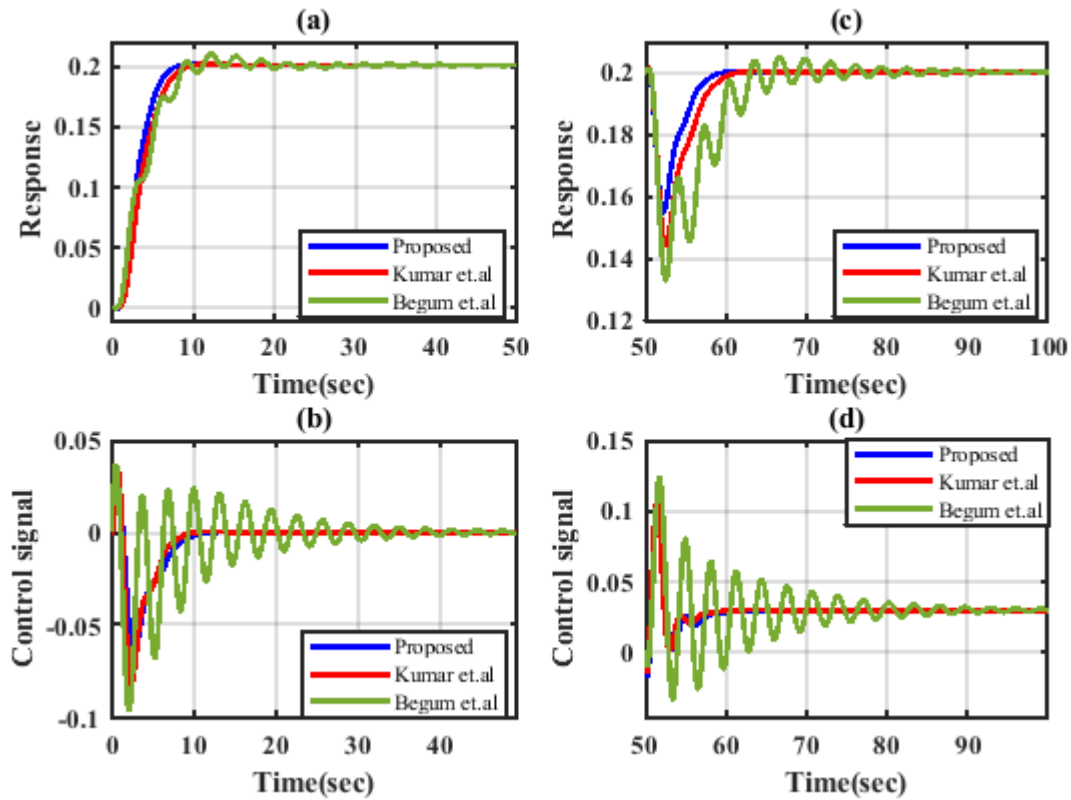 (a)
Response
0.2
0.15
0.1
0.05
0
Proposed
Kumar et.al
Begum et.al
0 10 20 30 40 50
Time(sec)
(c)
Response
0.2
0.18
0.16
0.14
0.12
Proposed
Kumar et.al
Begum et.al
50 60 70 80 90 100
Time(sec)
(b)
Control signal
0.05
0
-0.05
-0.1
Proposed
Kumar et.al
Begum et.al
0 10 20 30 40
Time(sec)
(d)
Control signal
0.15
0.1
0.05
0
Proposed
Kumar et.al
Begum et.al
50 60 70 80 90
Time(sec)